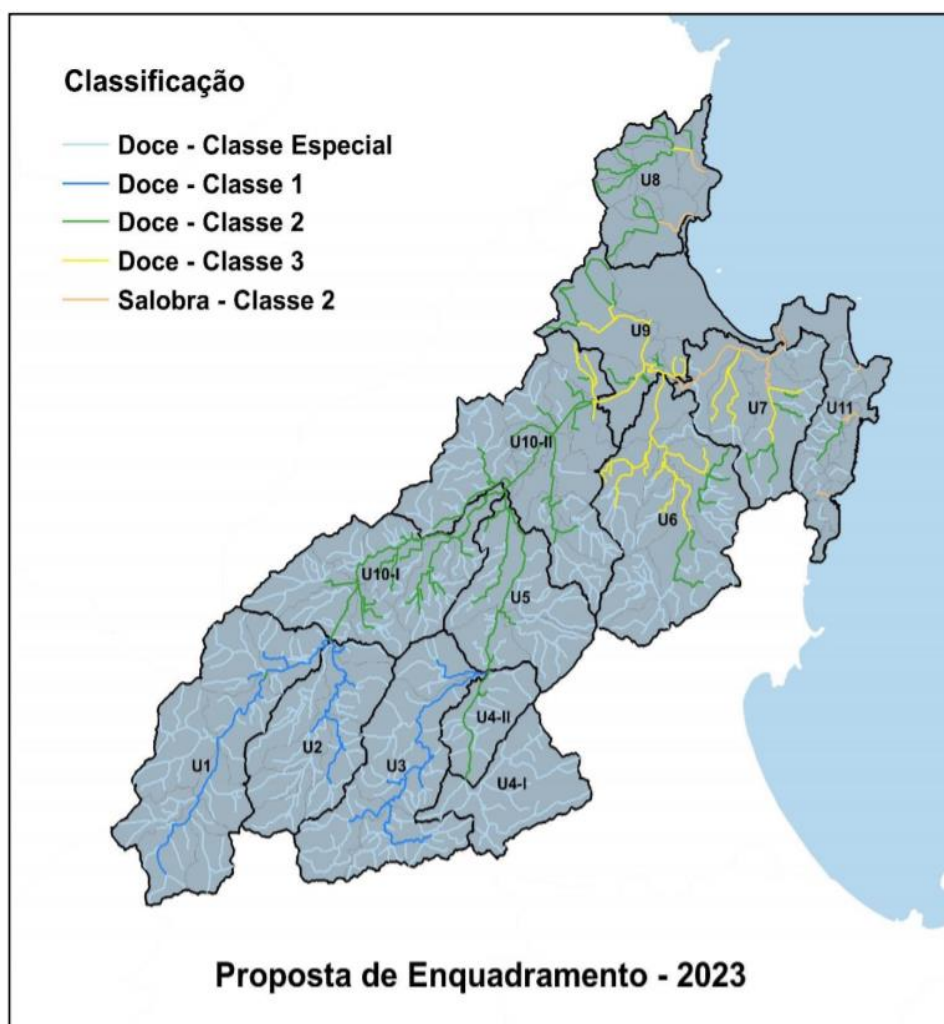 Classificação
Doce - Classe Especial
Doce - Classe 1
Doce - Classe 2
Doce - Classe 3
Salobra - Classe 2
U8
U9
U7
U11
U10-II
U6
U10-I
U5
U4-II
U2
U3
U1
U4-I
Proposta de Enquadramento - 2023